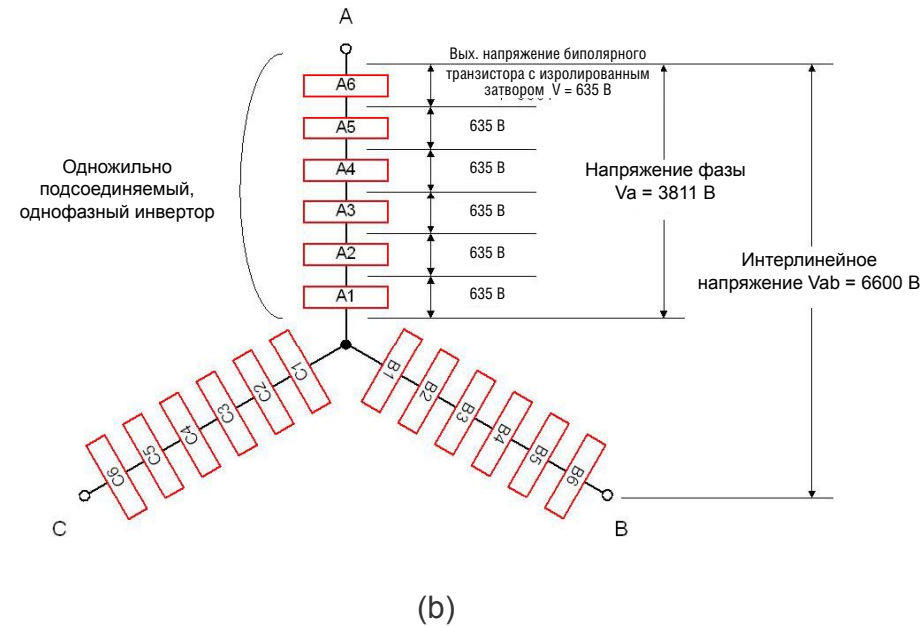 A
Вых. напряжение биполярного
транзистора с изролированным
затвором V = 635 В
A6
A5
635 В
A4
635 В
A3
635 В
A2
635 В
A1
635 В
Одножильно
подсоединяемый,
однофазный инвертор
Напряжение фазы
Va = 3811 В
Интерлинейное
напряжение Vab = 6600 В
C1
C2
C3
C4
C5
C6
B1
B2
B3
B4
B5
B6
C
B
(b)